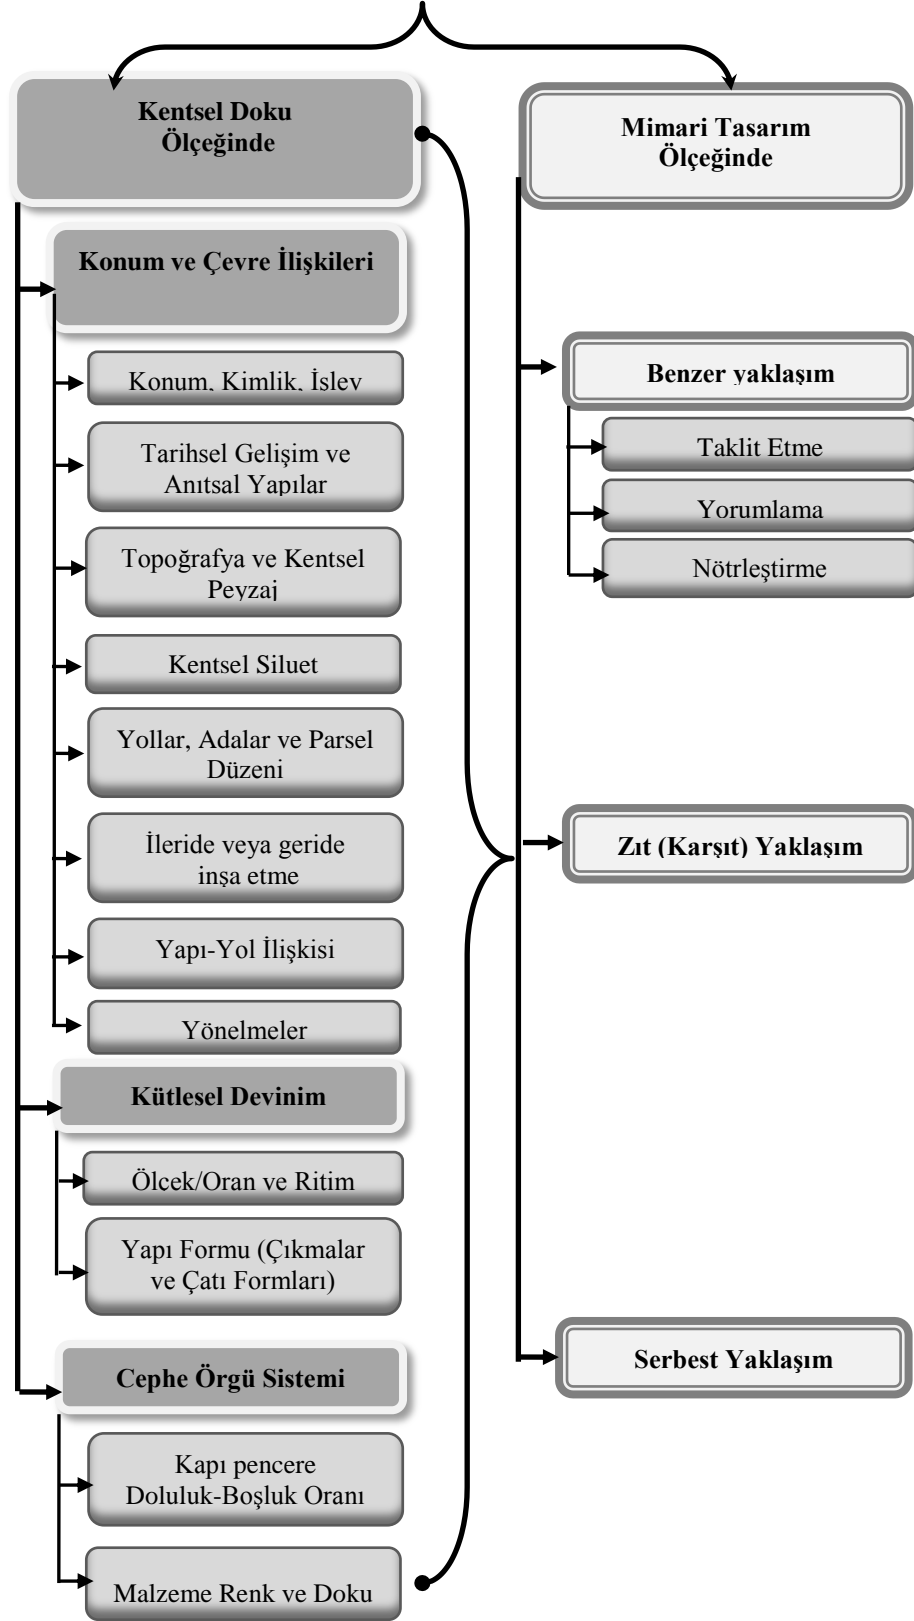 Kentsel Doku
Ölçeğinde
Konum ve Çevre İlişkileri
Konum, Kimlik, İşlev
Tarihsel Gelişim ve
Anıtsal Yapılar
Topoğrafya ve Kentsel
Peyzaj
Kentsel Siluet
Yollar, Adalar ve Parsel
Düzeni
İleride veya geride
inşa etme
Yapı-Yol İlişkisi
Yönelmeler
Kütlesel Devinim
Ölçek/Oran ve Ritim
Yapı Formu (Çıkmalar
ve Çatı Formları)
Cephe Örgü Sistemi
Kapı pencere
Doluluk-Boşluk Oranı
Malzeme Renk ve Doku
Mimari Tasarım
Ölçeğinde
Benzer yaklaşım
Taklit Etme
Yorumlama
Nötrleştirme
Zıt (Karşıt) Yaklaşım
Serbest Yaklaşım